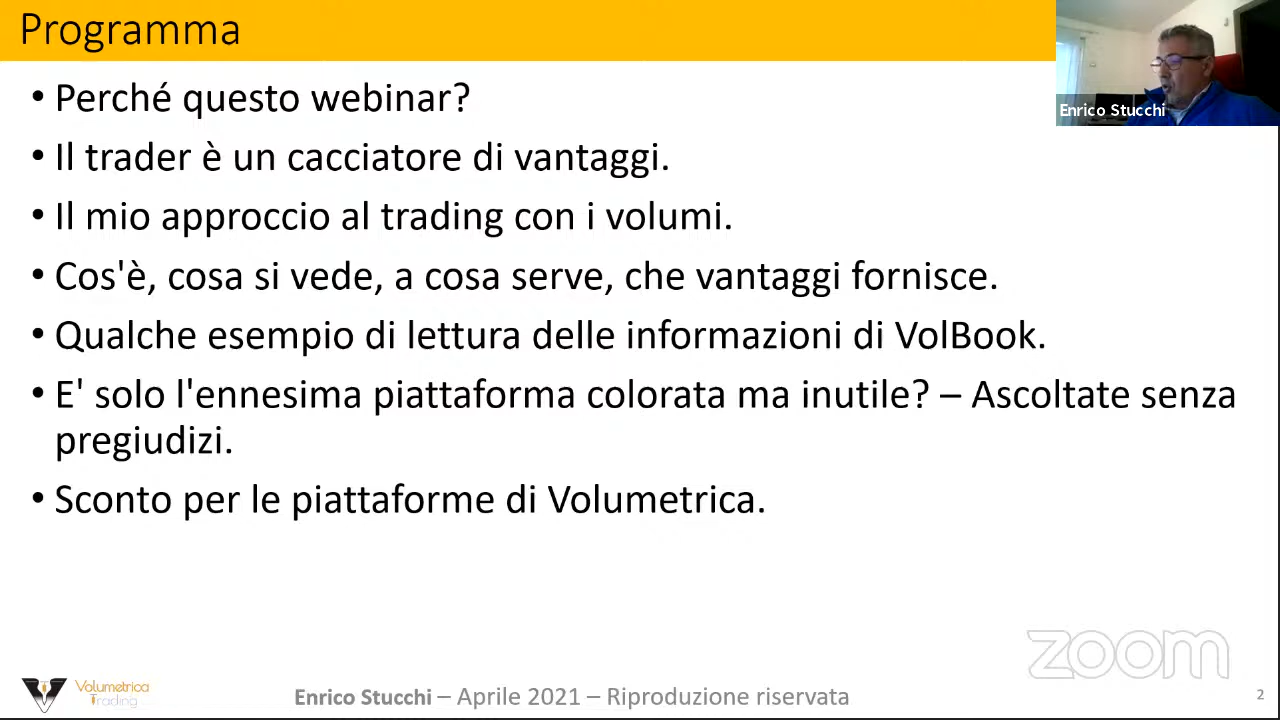 Programma
Enrico Stucchi
• Perché questo webinar?
• Il trader è un cacciatore di vantaggi.
• Il mio approccio al trading con i volumi.
• Cos'è, cosa si vede, a cosa serve, che vantaggi fornisce.
• Qualche esempio di lettura delle informazioni di VolBook.
• E' solo l'ennesima piattaforma colorata ma inutile? – Ascoltate senza
pregiudizi.
• Sconto per le piattaforme di Volumetrica.
zoom
Volumetrica
Trading
Enrico Stucchi – Aprile 2021 – Riproduzione riservata
2